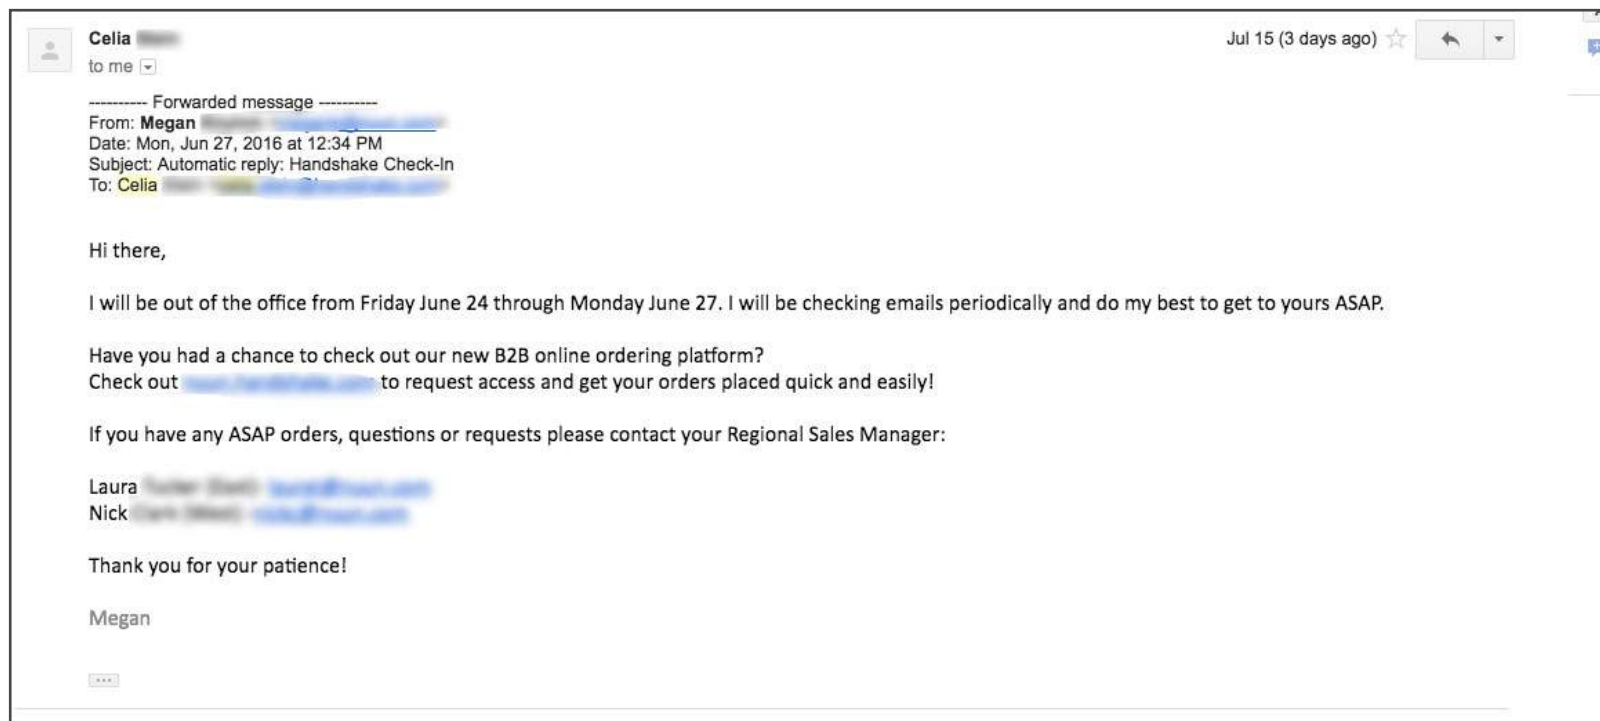 Celia
Jul 15 (3 days ago)
to me
---------- Forwarded message ----------
From: Megan
Date: Mon, Jun 27, 2016 at 12:34 PM
Subject: Automatic reply: Handshake Check-In
To: Celia
Hi there,
I will be out of the office from Friday June 24 through Monday June 27. I will be checking emails periodically and do my best to get to yours ASAP.
Have you had a chance to check out our new B2B online ordering platform?
Check out to request access and get your orders placed quick and easily!
If you have any ASAP orders, questions or requests please contact your Regional Sales Manager:
Laura
Nick
Thank you for your patience!
Megan